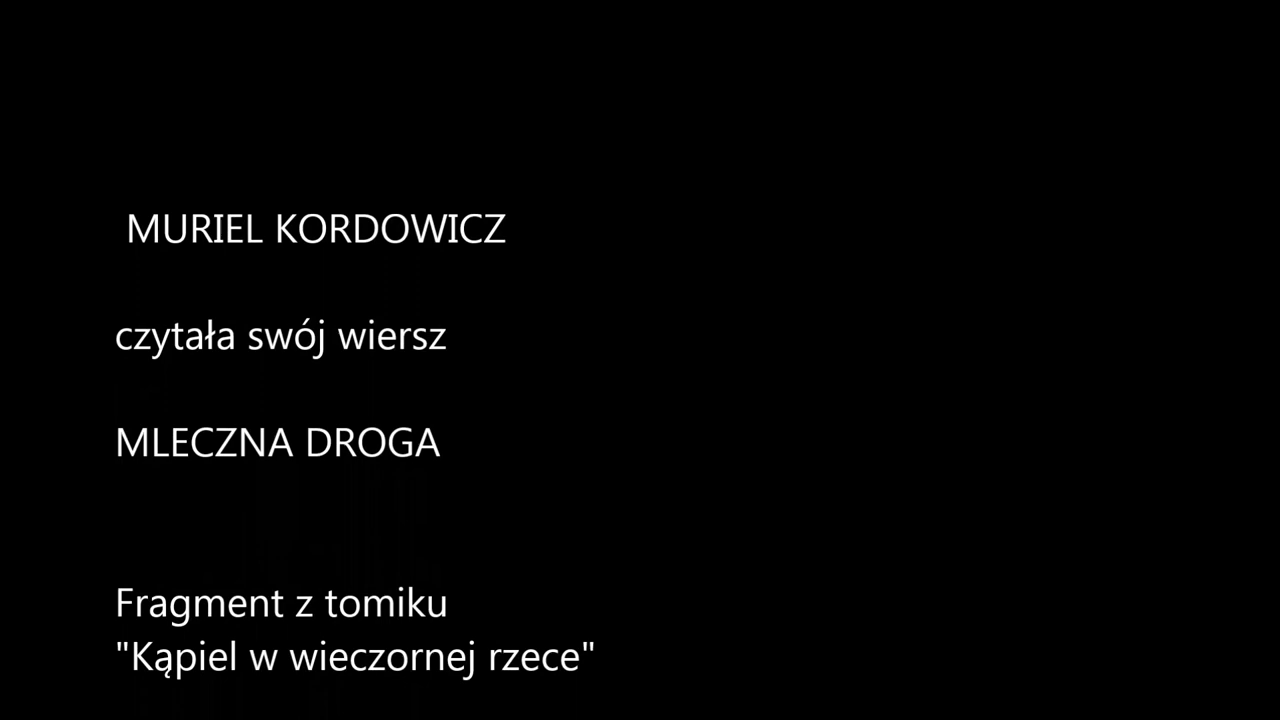 MURIEL KORDOWICZ
czytała swój wiersz
MLECZNA DROGA
Fragment z tomiku
"Kąpiel w wieczornej rzece"